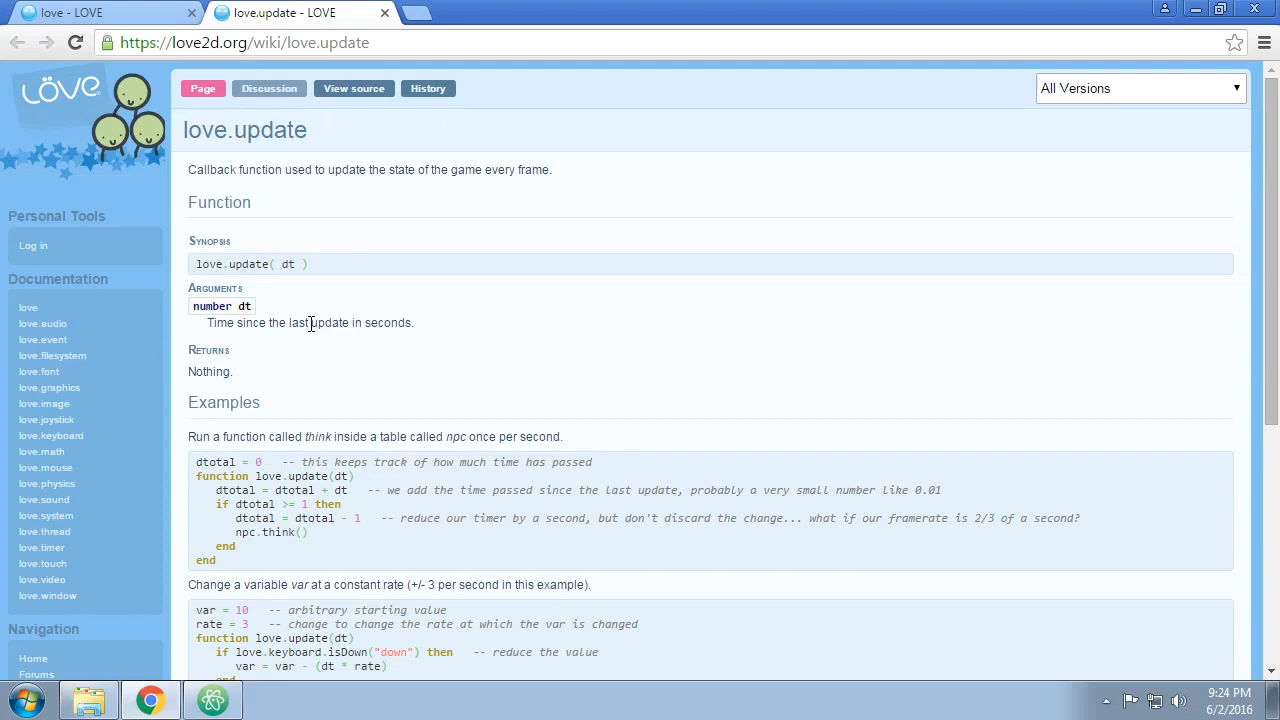 love - LOVE
love.update - LOVE
https://love2d.org/wiki/love.update
LÖVE
Page
Discussion
View source
History
All Versions
love.update
Callback function used to update the state of the game every frame.
Function
Synopsis
love.update( dt )
Arguments
number dt
Time since the last update in seconds.
Returns
Nothing.
Examples
Run a function called think inside a table called npc once per second.
dtotal = 0   -- this keeps track of how much time has passed
function love.update(dt)
   dtotal = dtotal + dt   -- we add the time passed since the last update, probably a very small number like 0.01
   if dtotal >= 1 then
      dtotal = dtotal - 1   -- reduce our timer by a second, but don't discard the change... what if our framerate is 2/3 of a second?
      npc.think()
   end
end
Change a variable var at a constant rate (+/- 3 per second in this example).
var = 10   -- arbitrary starting value
rate = 3   -- change to change the rate at which the var is changed
function love.update(dt)
   if love.keyboard.isDown("down") then   -- reduce the value
      var = var - (dt * rate)
Personal Tools
Log in
Documentation
love
love.audio
love.event
love.filesystem
love.font
love.graphics
love.image
love.joystick
love.keyboard
love.math
love.mouse
love.physics
love.sound
love.system
love.thread
love.timer
love.touch
love.video
love.window
Navigation
Home
Forums
9:24 PM
6/2/2016